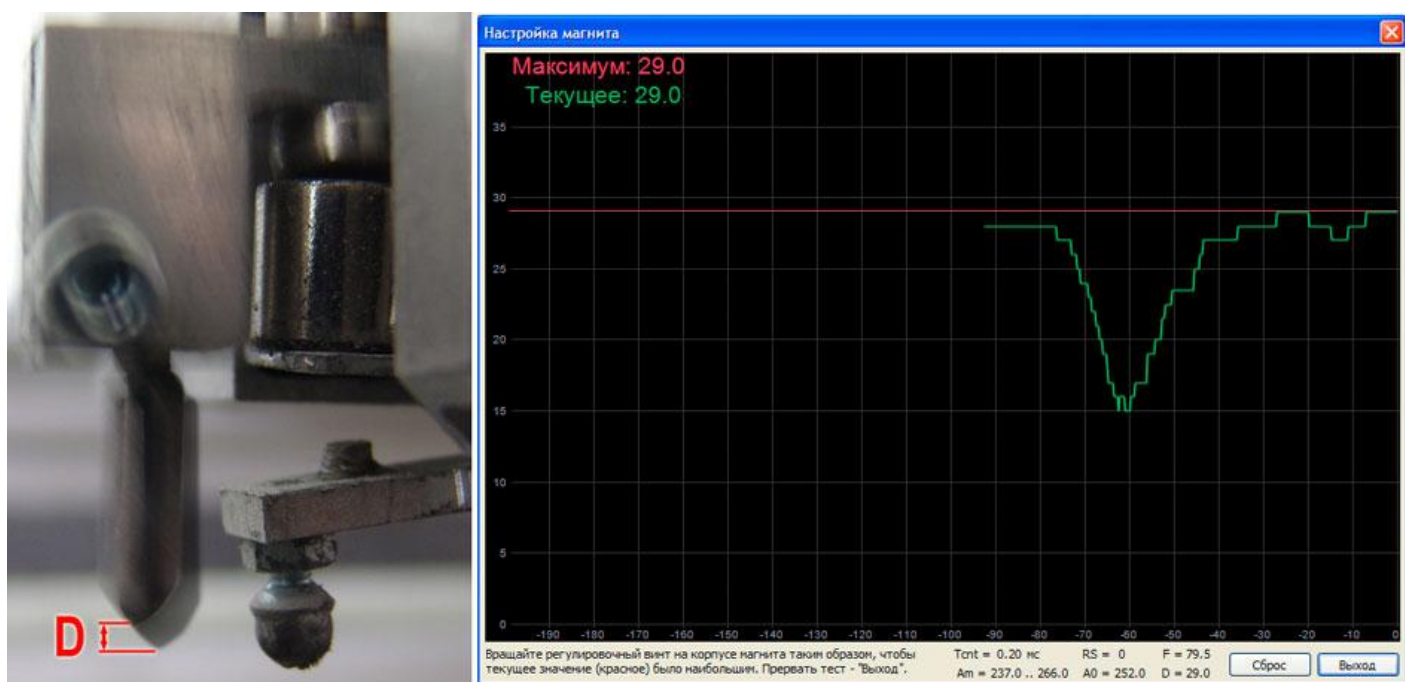 D
Настройка магнита
Максимум: 29.0
Текущее: 29.0
35
30
25
20
15
10
5
0
-190 -180 -170 -160 -150 -140 -130 -120 -110 -100 -90 -80 -70 -60 -50 -40 -30 -20 -10 0
Вращайте регулировочный винт на корпусе магнита таким образом, чтобы
текущее значение (красное) было наибольшим. Прервать тест - "Выход".
Tcnt = 0.20 мс RS = 0 F = 79.5
Am = 237.0 .. 266.0 A0 = 252.0 D = 29.0
Сброс Выход